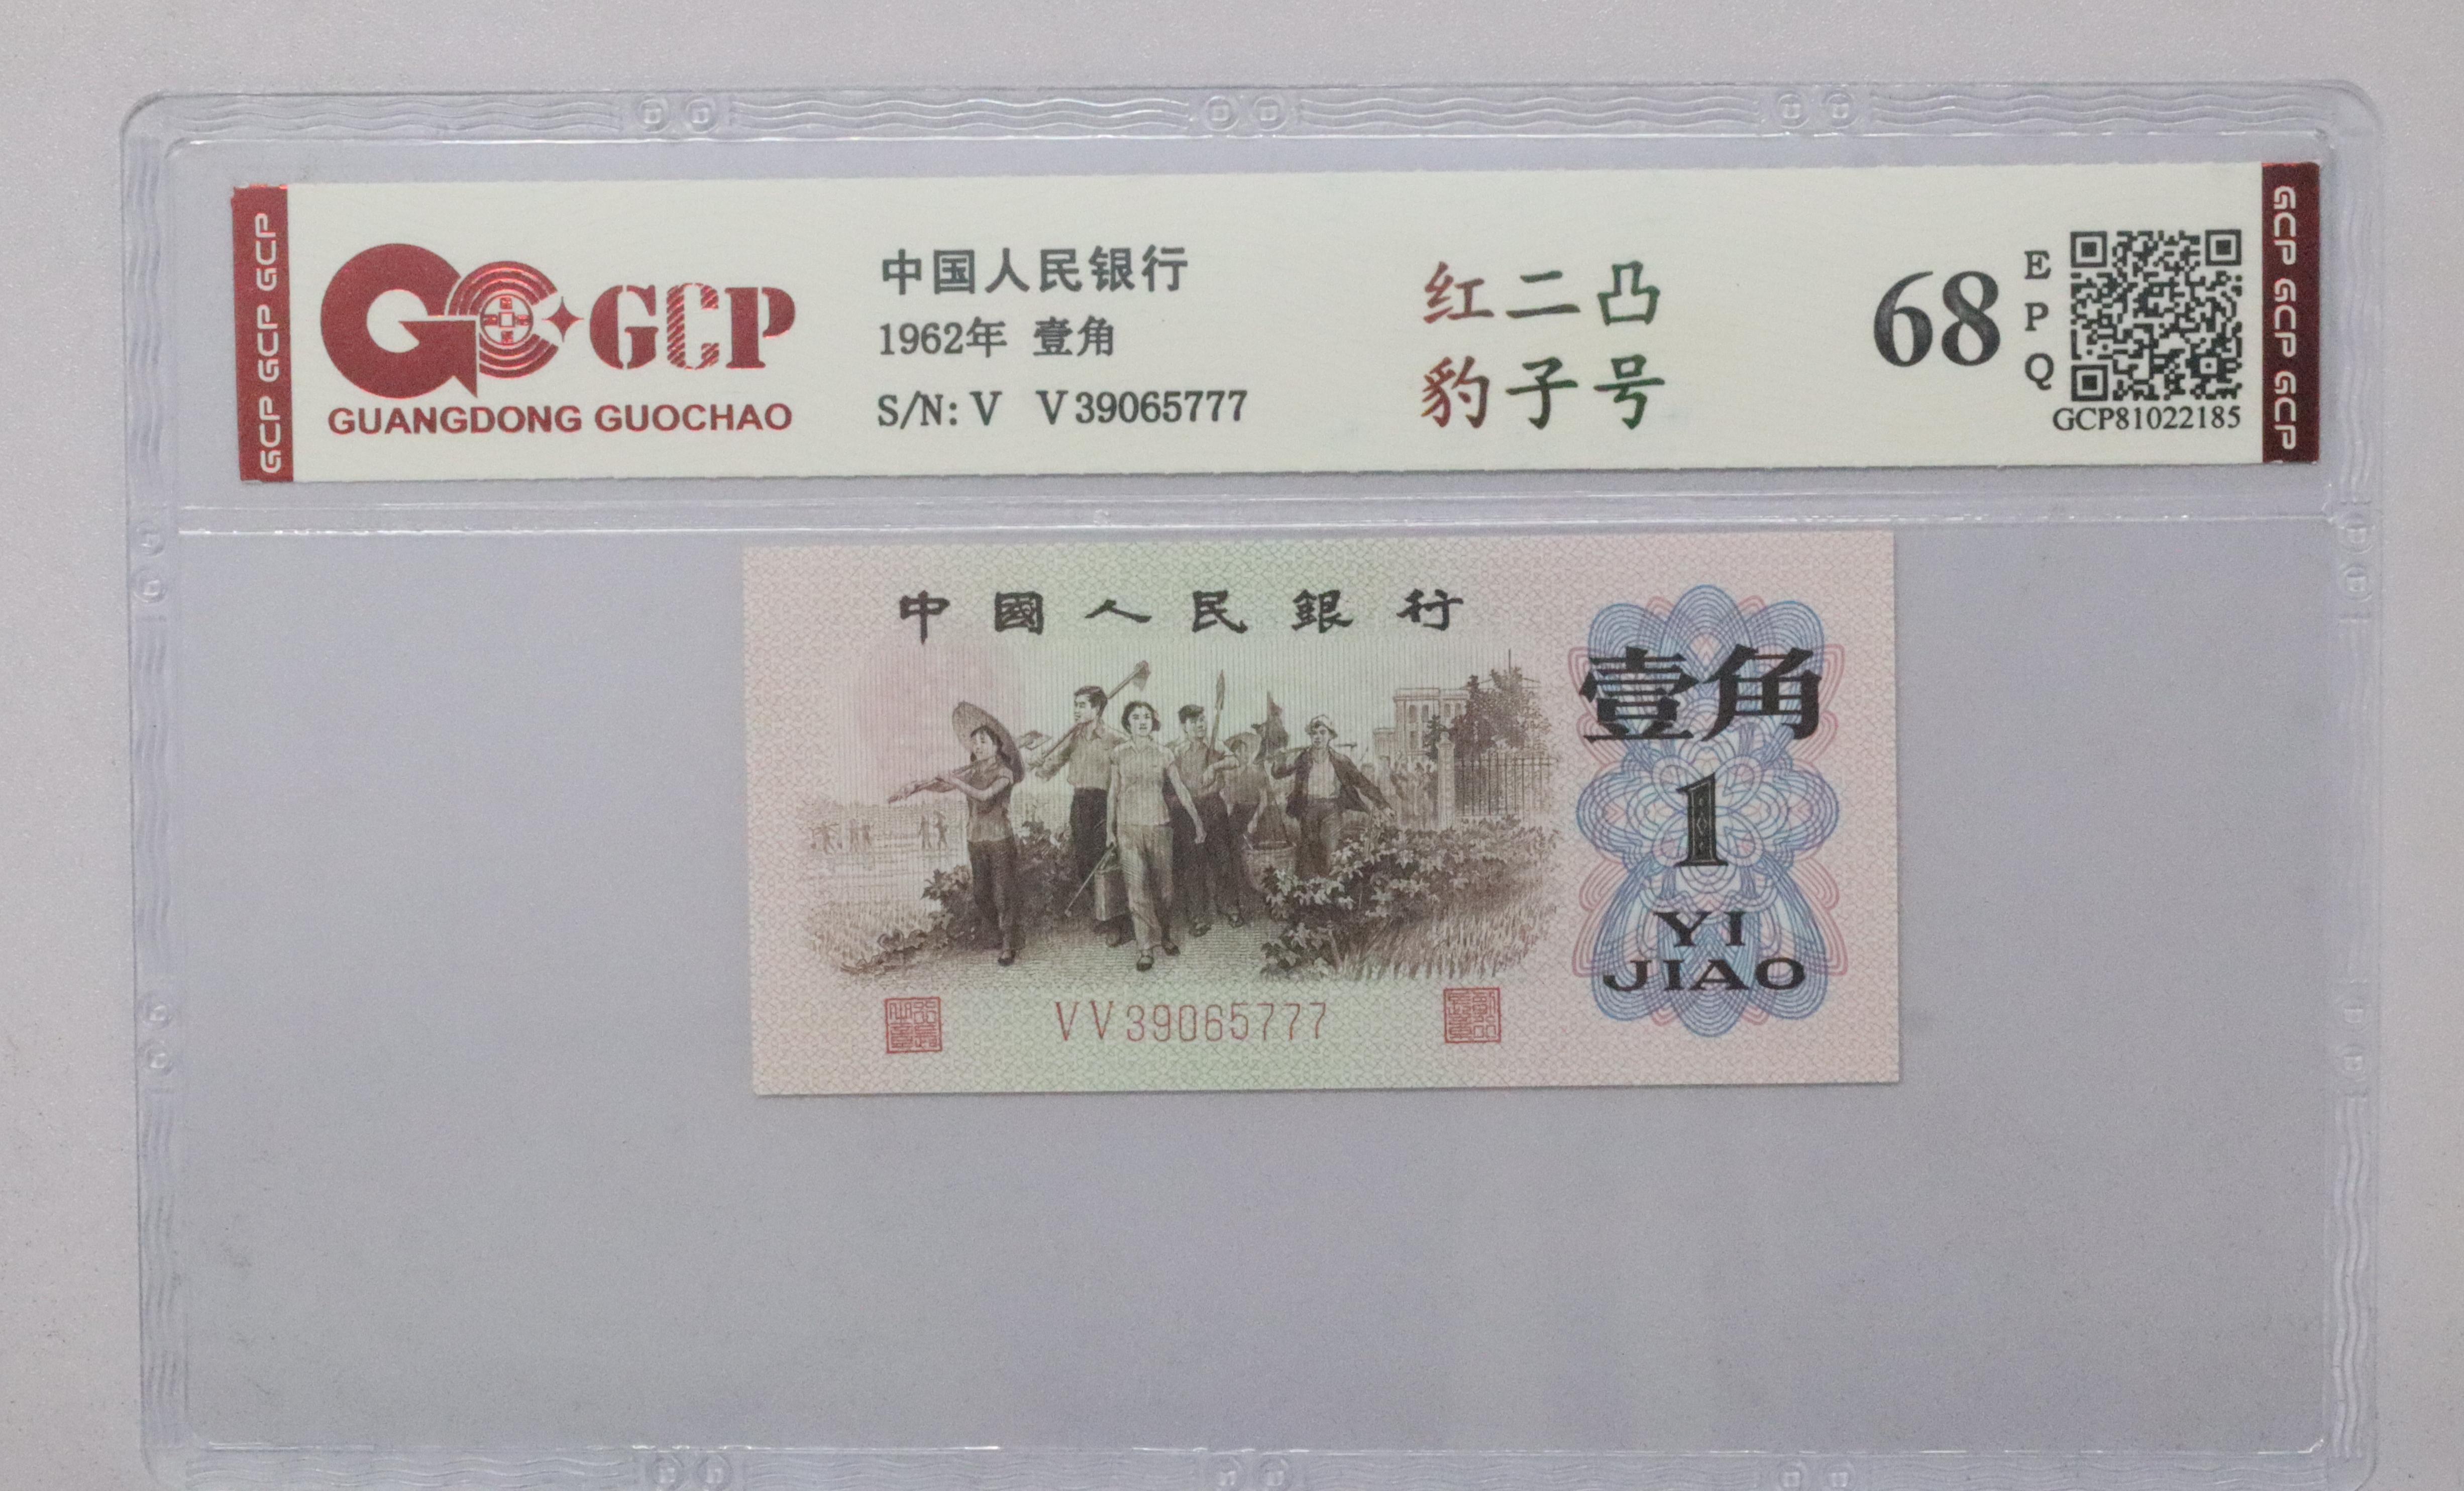 GCP GCP GCP
GCP
GUANGDONG GUOCHAO
中国人民银行
1962年 壹角
S/N: V V39065777
红二凸
豹子号
68
E
P
Q
GCP81022185
GCP GCP GCP
中國人民銀行
壹角
1
YI
JIAO
VV39065777